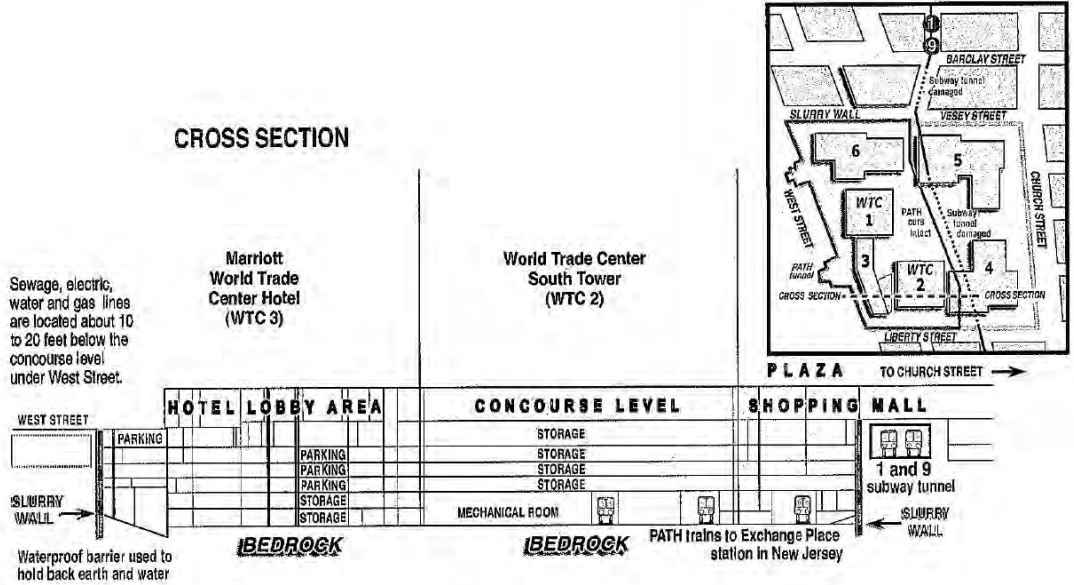 CROSS SECTION
Sewage, electric,
water and gas lines
are located about 10
to 20 feet below the
concourse level
under West Street.
Marriott
World Trade
Center Hotel
(WTC 3)
World Trade Center
South Tower
(WTC 2)
1
9
BARCLAY STREET
Subway tunnel
damaged
SLURRY WALL
VESEY STREET
6
5
WEST STREET
CHURCH STREET
WTC
1
PATH
cars
intact
Subway
tunnel
damaged
PATH
tunnel
3
WTC
2
4
CROSS SECTION
CROSS SECTION
LIBERTY STREET
PLAZA
TO CHURCH STREET
WEST STREET
HOTEL LOBBY AREA
CONCOURSE LEVEL
SHOPPING MALL
PARKING
STORAGE
PARKING
STORAGE
PARKING
STORAGE
PARKING
STORAGE
STORAGE
STORAGE
MECHANICAL ROOM
1 and 9
subway tunnel
SLURRY
WALL
SLURRY
WALL
BEDROCK
BEDROCK
PATH trains to Exchange Place
station in New Jersey
Waterproof barrier used to
hold back earth and water